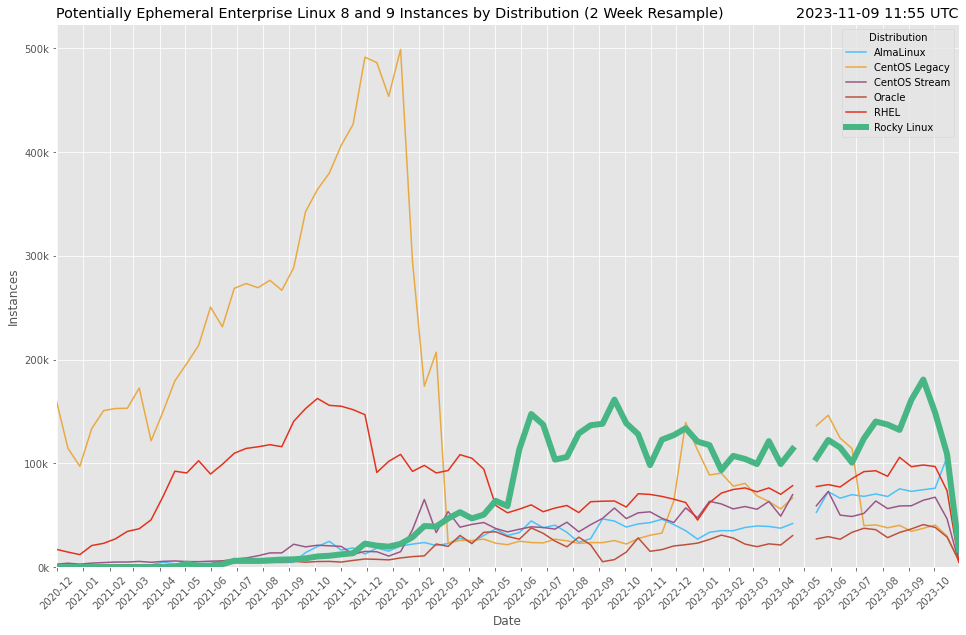 Potentially Ephemeral Enterprise Linux 8 and 9 Instances by Distribution (2 Week Resample) 2023-11-09 11:55 UTC
Distribution
AlmaLinux
CentOS Legacy
CentOS Stream
Oracle
RHEL
Rocky Linux
500k
400k
300k
200k
100k
0k
Instances
2020-12 2021-01 2021-02 2021-03 2021-04 2021-05 2021-06 2021-07 2021-08 2021-09 2021-10 2021-11 2021-12 2022-01 2022-02 2022-03 2022-04 2022-05 2022-06 2022-07 2022-08 2022-09 2022-10 2022-11 2022-12 2023-01 2023-02 2023-03 2023-04 2023-05 2023-06 2023-07 2023-08 2023-09 2023-10
Date